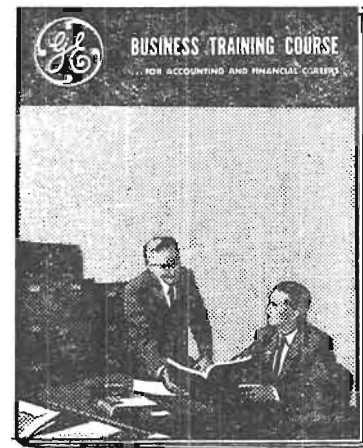 GE
BUSINESS TRAINING COURSE
... FOR ACCOUNTING AND FINANCIAL CAREERS